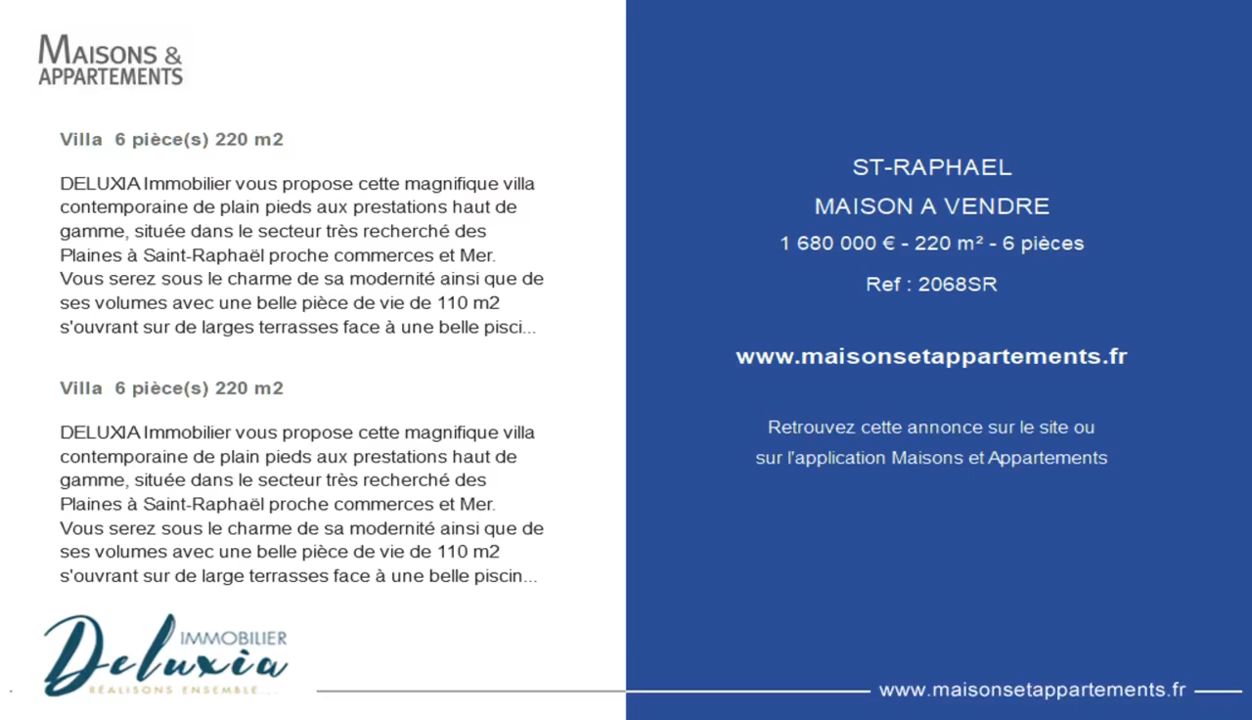 MAISONS &
APPARTEMENTS
Villa 6 pièce(s) 220 m2
DELUXIA Immobilier vous propose cette magnifique villa
contemporaine de plain pieds aux prestations haut de
gamme, située dans le secteur très recherché des
Plaines à Saint-Raphaël proche commerces et Mer.
Vous serez sous le charme de sa modernité ainsi que de
ses volumes avec une belle pièce de vie de 110 m2
s'ouvrant sur de larges terrasses face à une belle pisci...
Villa 6 pièce(s) 220 m2
DELUXIA Immobilier vous propose cette magnifique villa
contemporaine de plain pieds aux prestations haut de
gamme, située dans le secteur très recherché des
Plaines à Saint-Raphaël proche commerces et Mer.
Vous serez sous le charme de sa modernité ainsi que de
ses volumes avec une belle pièce de vie de 110 m2
s'ouvrant sur de large terrasses face à une belle piscin...
IMMOBILIER
Deluxia
RÉALISONS ENSEMBLE...
ST-RAPHAEL
MAISON A VENDRE
1 680 000 € - 220 m² - 6 pièces
Ref : 2068SR
www.maisonsetappartements.fr
Retrouvez cette annonce sur le site ou
sur l'application Maisons et Appartements
www.maisonsetappartements.fr